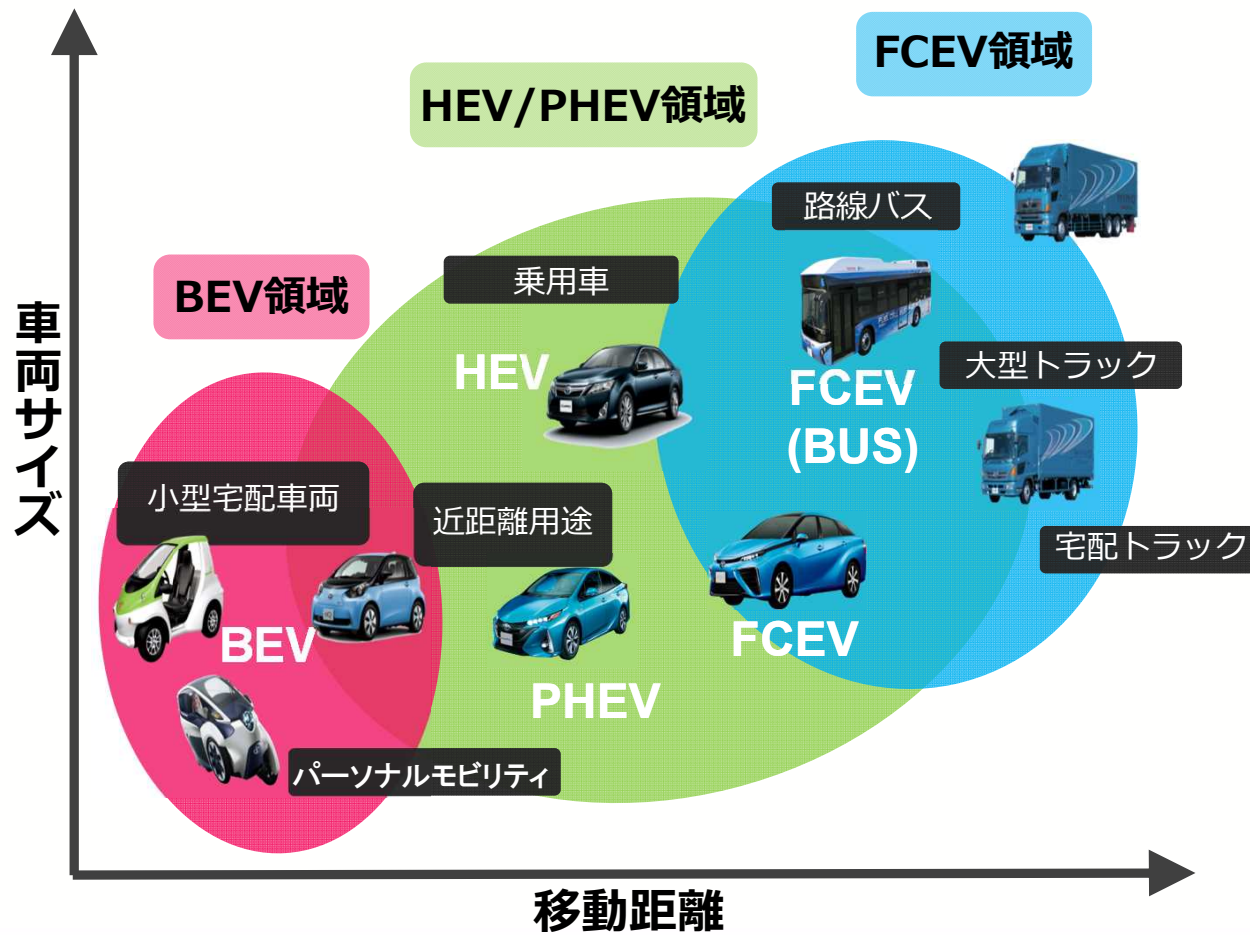 FCEV領域
HEV/PHEV領域
路線バス
乗用車
BEV領域
車両サイズ
HEV
大型トラック
FCEV
(BUS)
小型宅配車両
近距離用途
宅配トラック
BEV
FCEV
PHEV
パーソナルモビリティ
移動距離